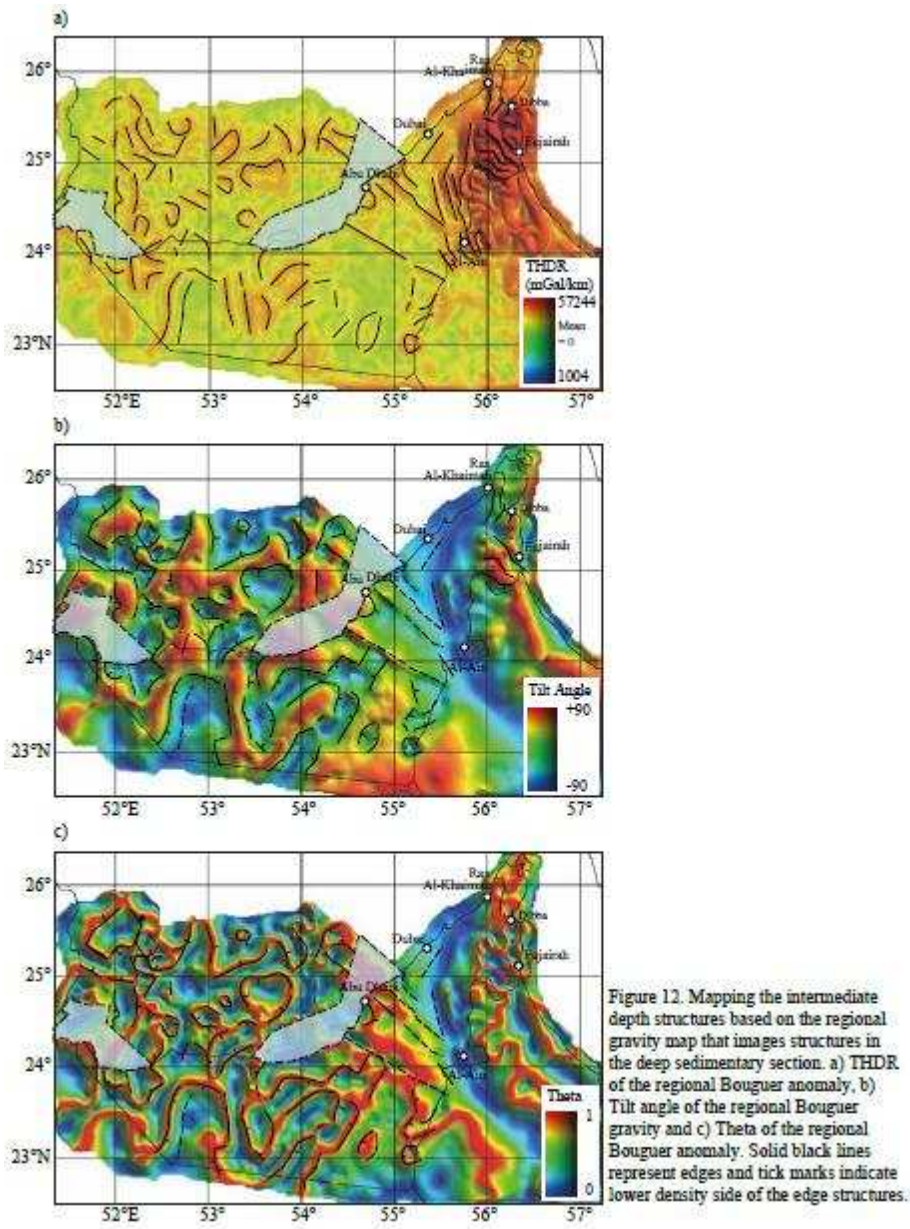 a)
26°
25°
24°
23°N
Ras
Al-Khaimah
Dibba
Dubai
Fujairah
Abu Dhabi
Al-Ain
THDR
(mGal/km)
57244
Mean
= 0
1004
52°E 53° 54° 55° 56° 57°
b)
26°
25°
24°
23°N
Ras
Al-Khaimah
Dibba
Dubai
Fujairah
Abu Dhabi
Al-Ain
Tilt Angle
+90
-90
52°E 53° 54° 55° 56° 57°
c)
26°
25°
24°
23°N
Ras
Al-Khaimah
Dibba
Dubai
Fujairah
Abu Dhabi
Al-Ain
Theta
1
0
52°E 53° 54° 55° 56° 57°
Figure 12. Mapping the intermediate
depth structures based on the regional
gravity map that images structures in
the deep sedimentary section. a) THDR
of the regional Bouguer anomaly, b)
Tilt angle of the regional Bouguer
gravity and c) Theta of the regional
Bouguer anomaly. Solid black lines
represent edges and tick marks indicate
lower density side of the edge structures.